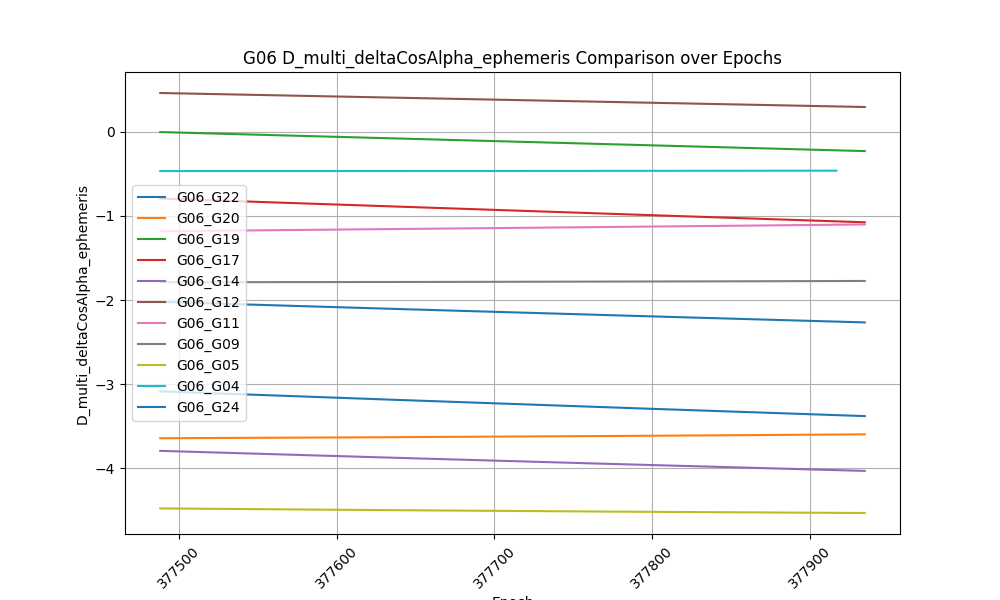 G06 D_multi_deltaCosAlpha_ephemeris Comparison over Epochs
D_multi_deltaCosAlpha_ephemeris
0
−1
−2
−3
−4
G06_G22
G06_G20
G06_G19
G06_G17
G06_G14
G06_G12
G06_G11
G06_G09
G06_G05
G06_G04
G06_G24
377500
377600
377700
377800
377900
Epoch